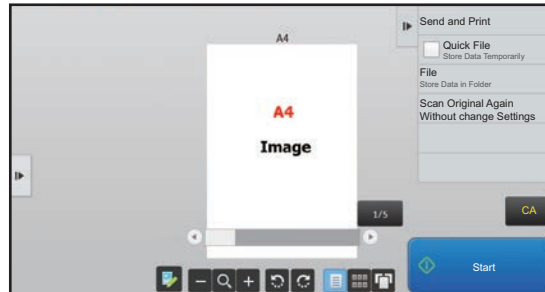 A4
A4
Image
1/5
Send and Print
Quick File
Store Data Temporarily
File
Store Data in Folder
Scan Original Again
Without change Settings
CA
Start